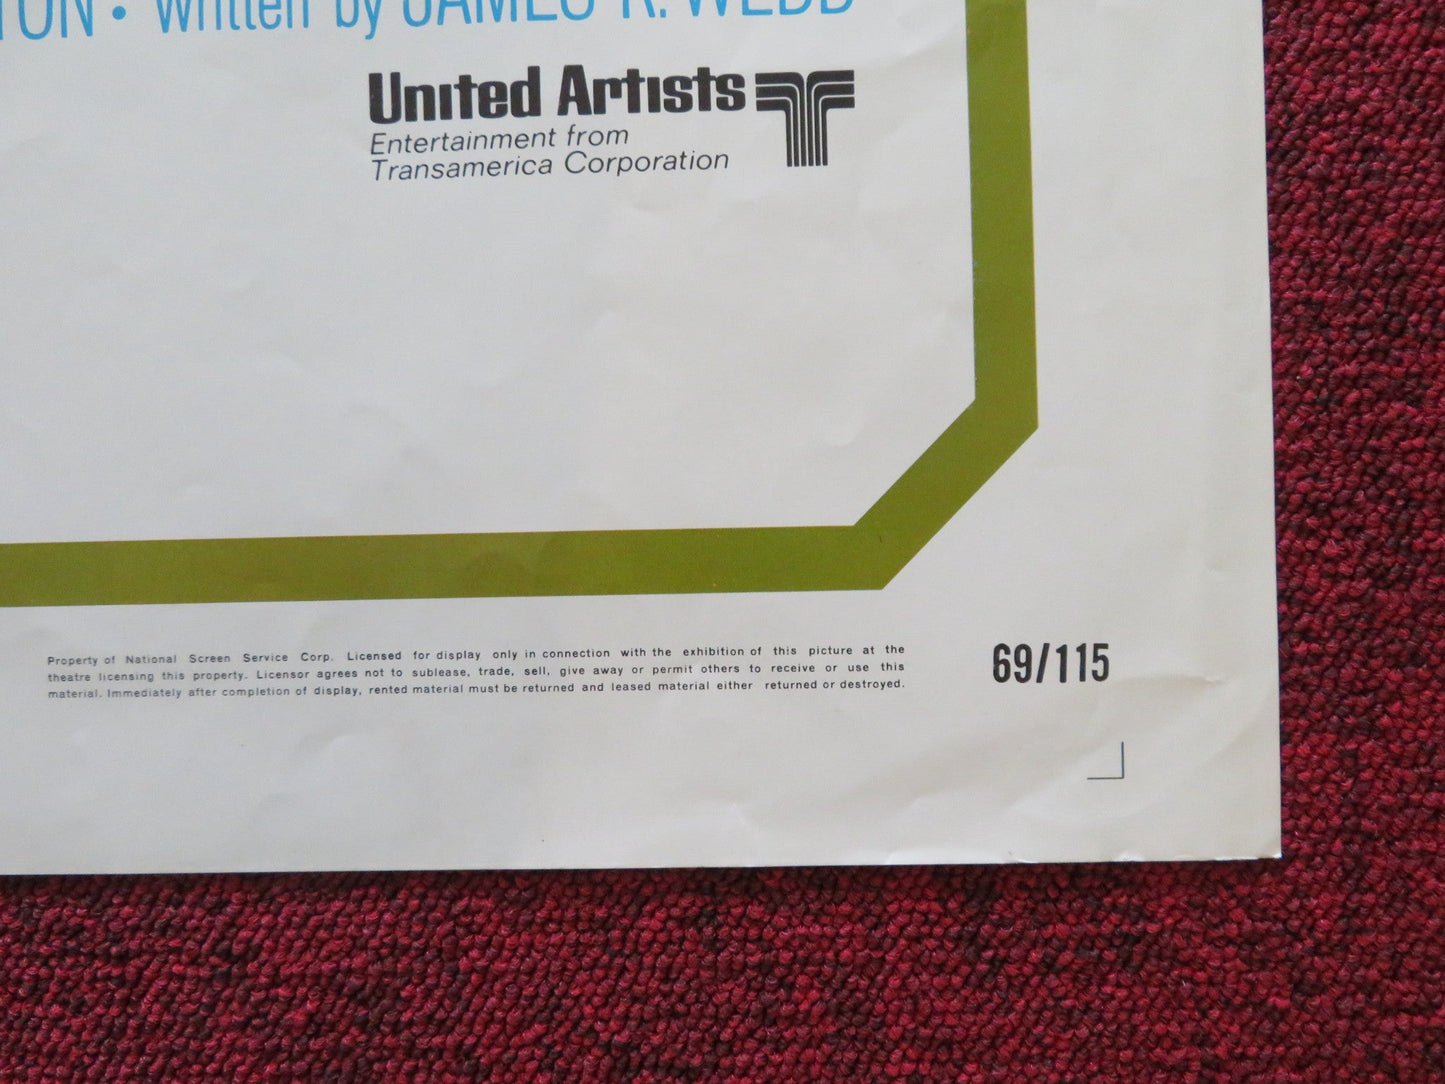 TON • Written by JAMES R. WEBB
United Artists
Entertainment from
Transamerica Corporation
Property of National Screen Service Corp. Licensed for display only in connection with the exhibition of this picture at the
theatre licensing this property. Licensor agrees not to sublease, trade, sell, give away or permit others to receive or use this
material. Immediately after completion of display, rented material must be returned and leased material either returned or destroyed.
69/115